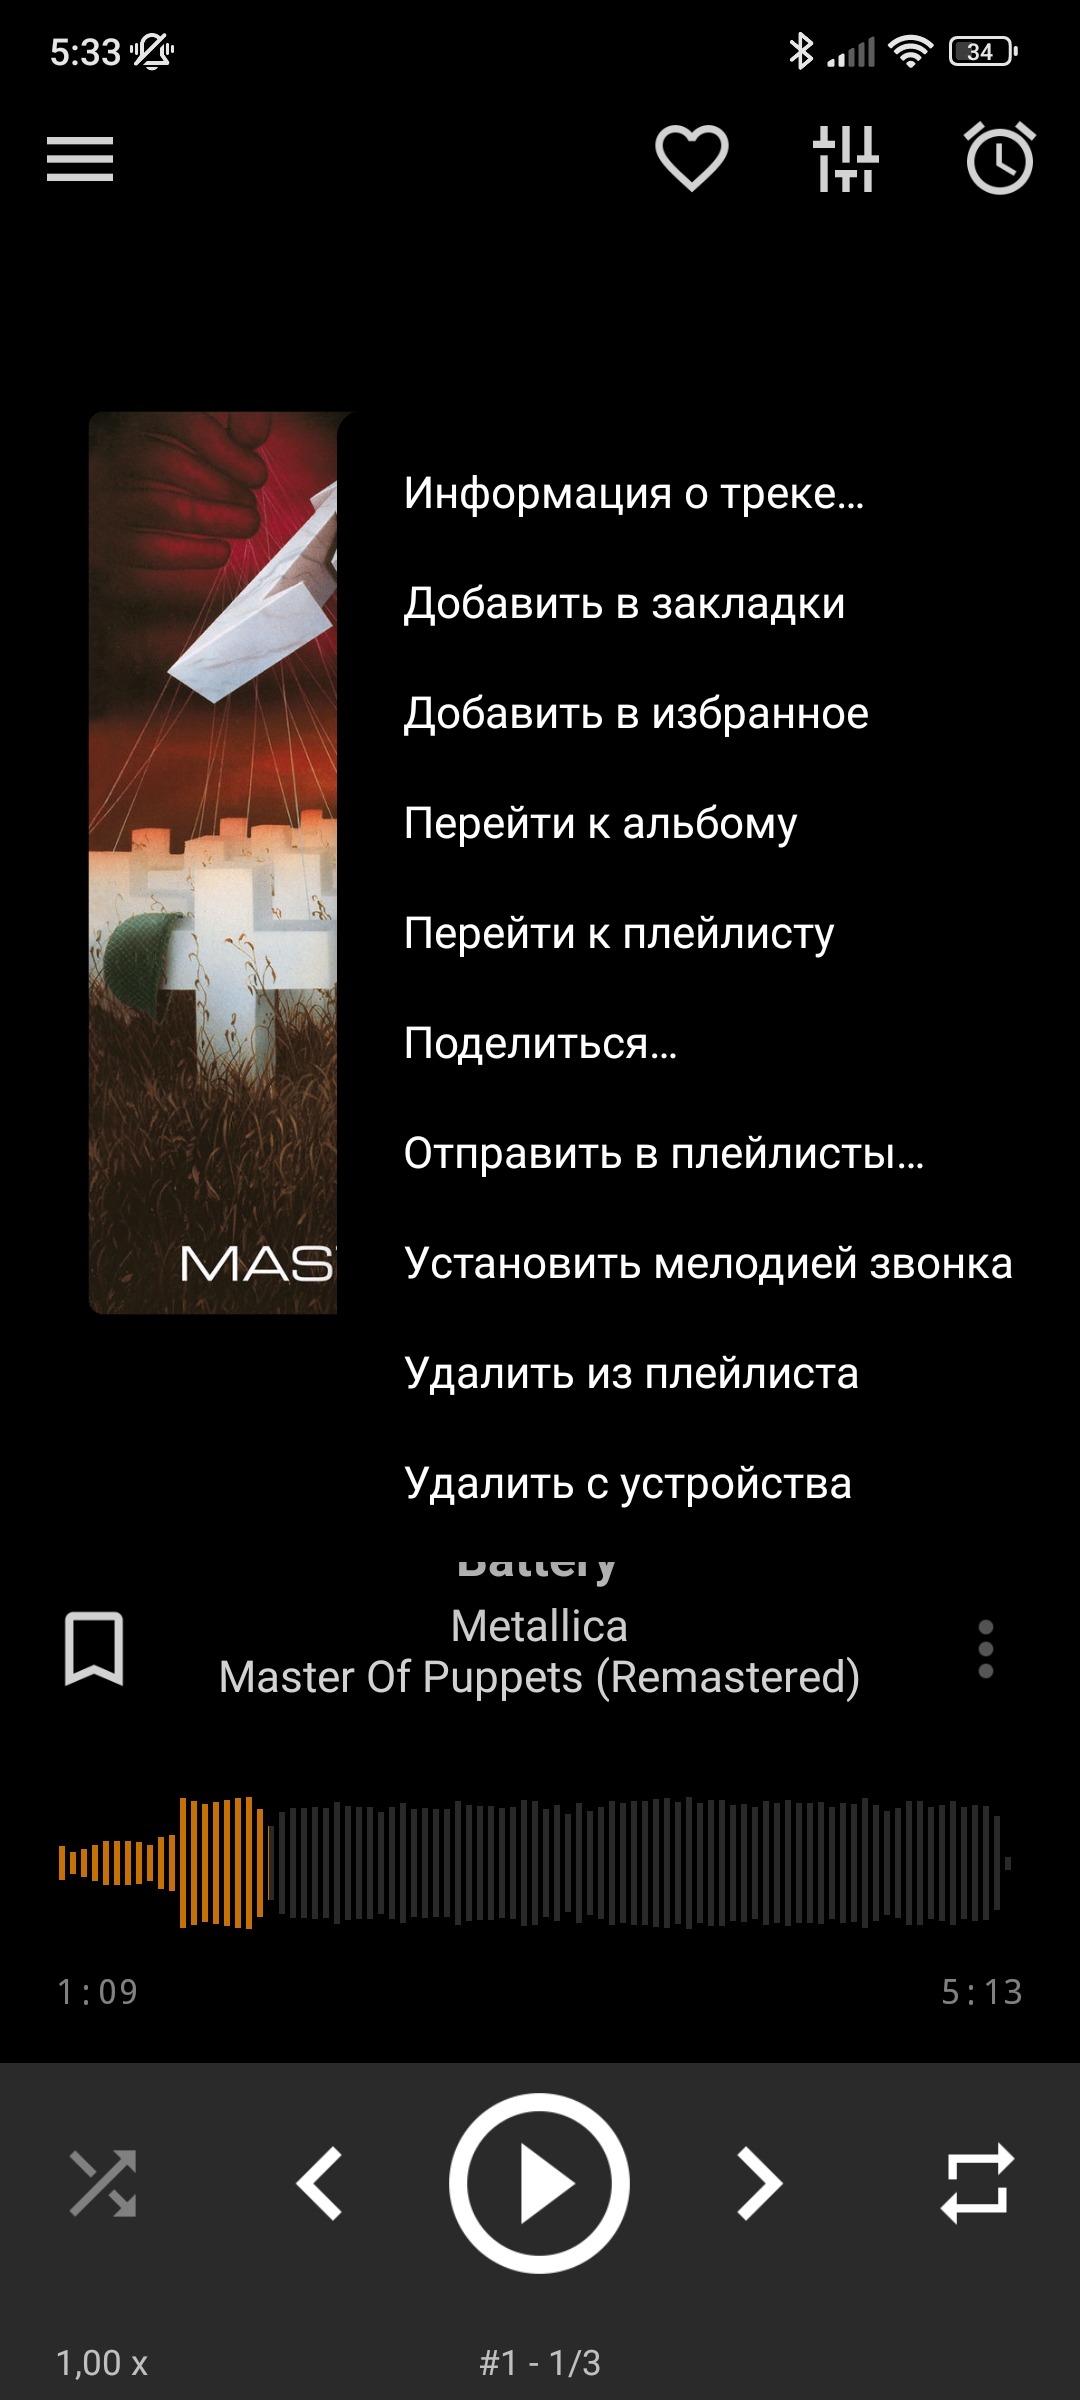 5:33
34
Информация о треке...
Добавить в закладки
Добавить в избранное
Перейти к альбому
Перейти к плейлисту
Поделиться...
Отправить в плейлисты...
MAS
Установить мелодией звонка
Удалить из плейлиста
Удалить с устройства
Battery
Metallica
Master Of Puppets (Remastered)
1:09
5:13
1,00 x
#1 - 1/3